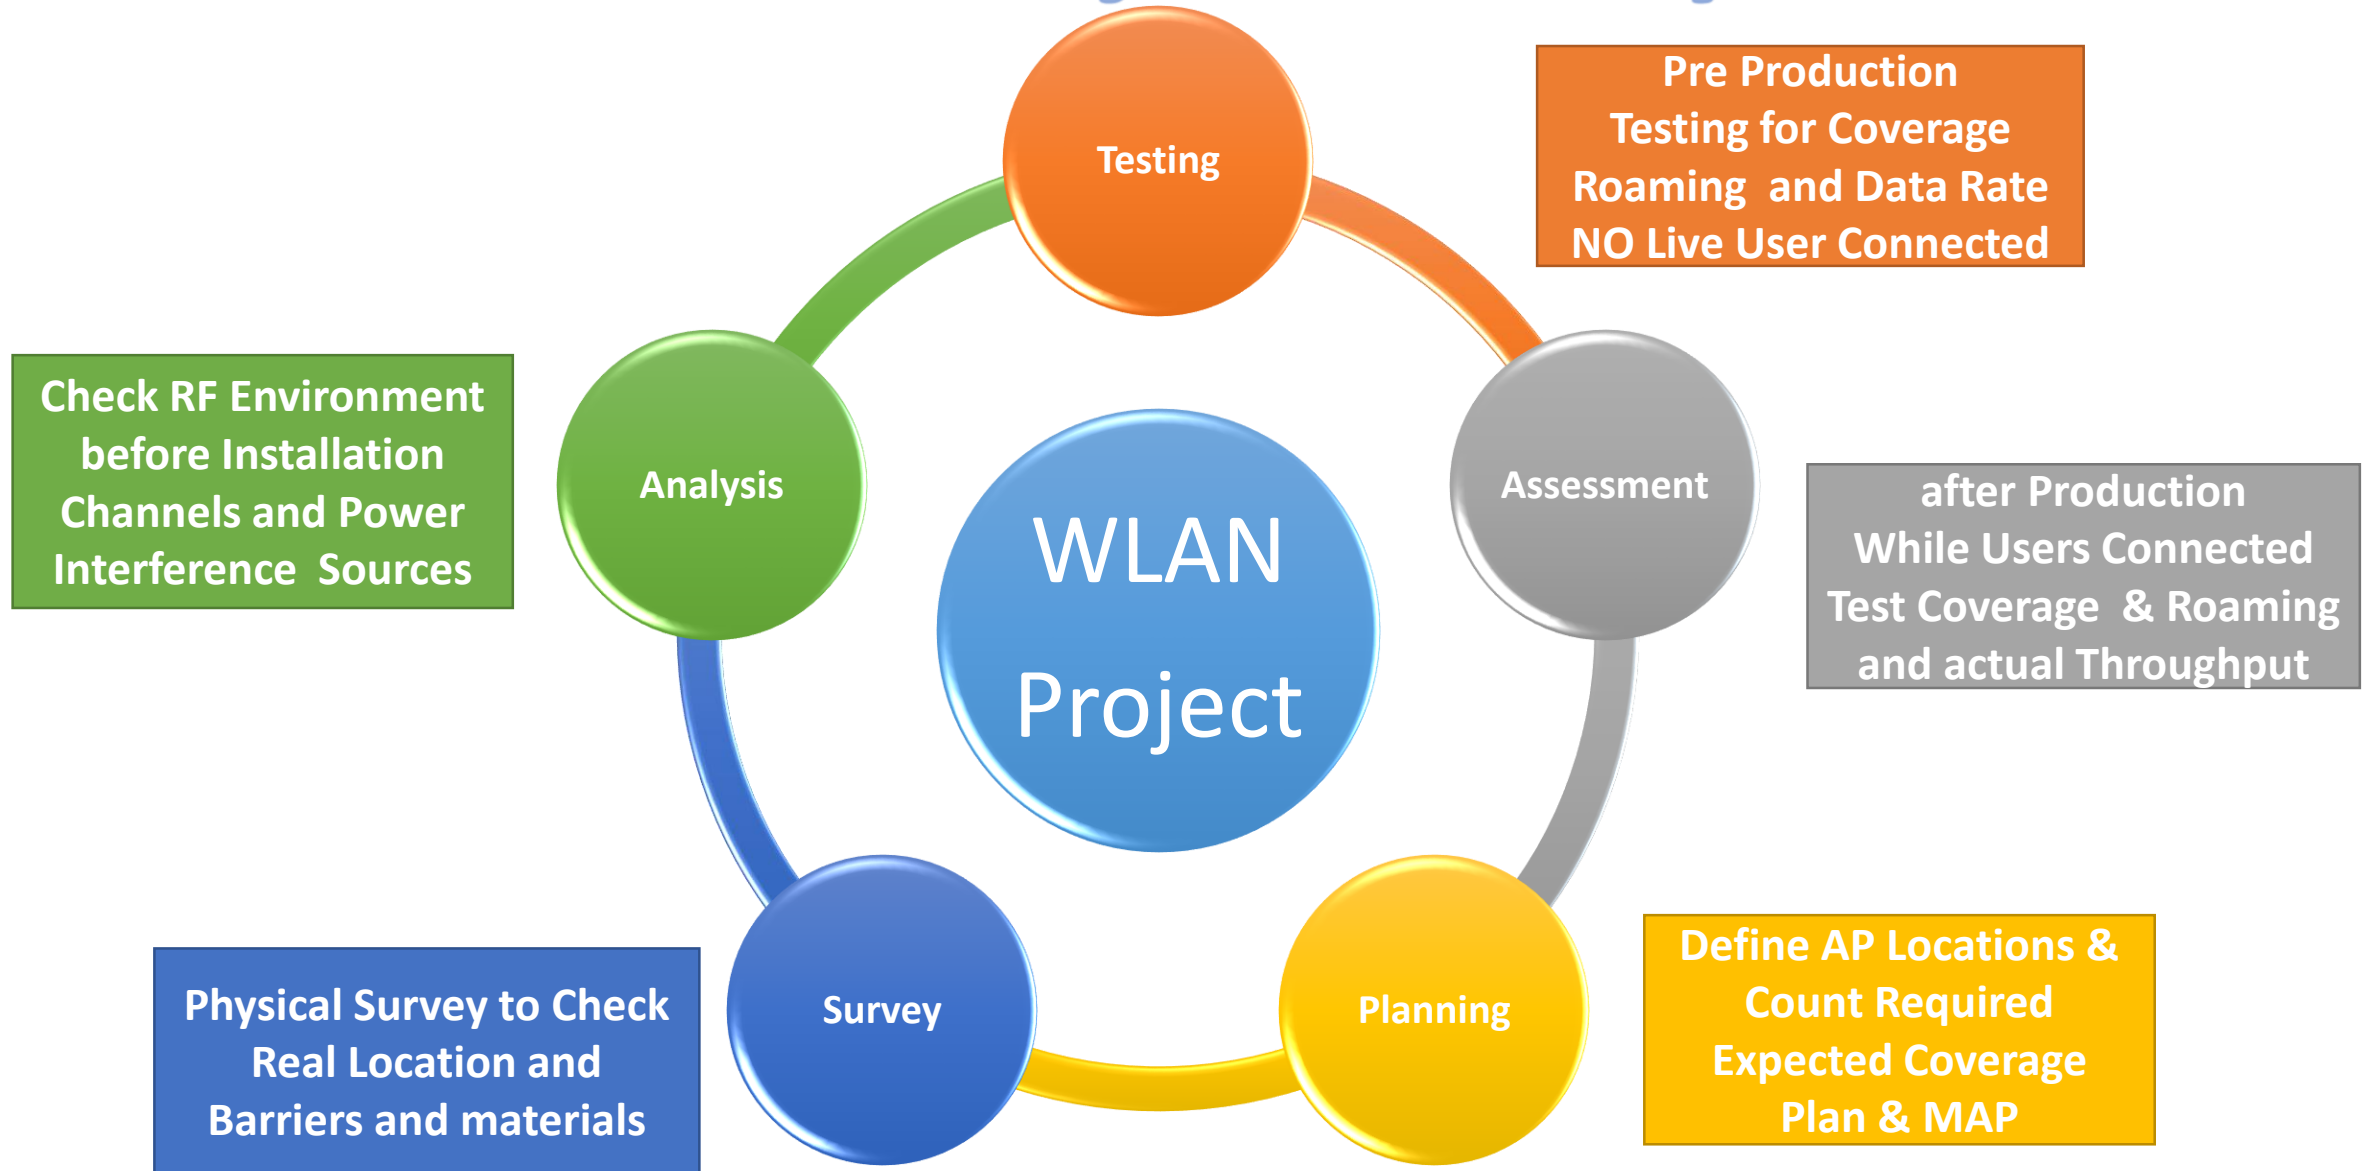 Testing
Pre Production
Testing for Coverage
Roaming  and Data Rate
NO Live User Connected
Analysis
Check RF Environment
before Installation
Channels and Power
Interference  Sources
WLAN
Project
Assessment
after Production
While Users Connected
Test Coverage  & Roaming
and actual Throughput
Survey
Physical Survey to Check
Real Location and
Barriers and materials
Planning
Define AP Locations &
Count Required
Expected Coverage
Plan & MAP